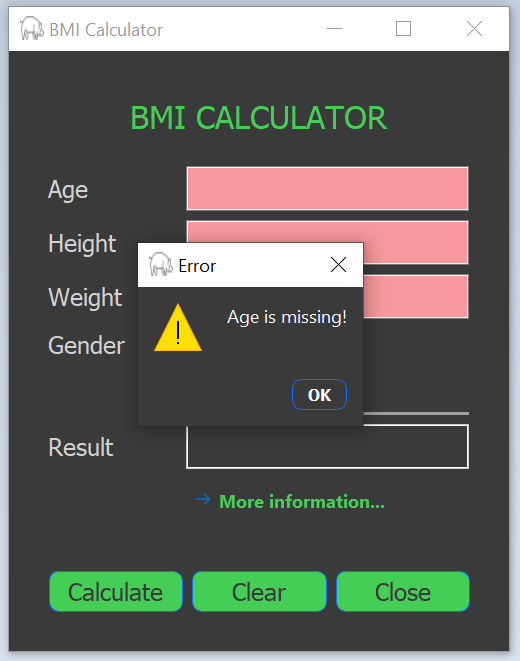 BMI Calculator
BMI CALCULATOR
Age
Height
Error
Weight
Age is missing!
Gender
OK
Result
More information...
Calculate
Clear
Close